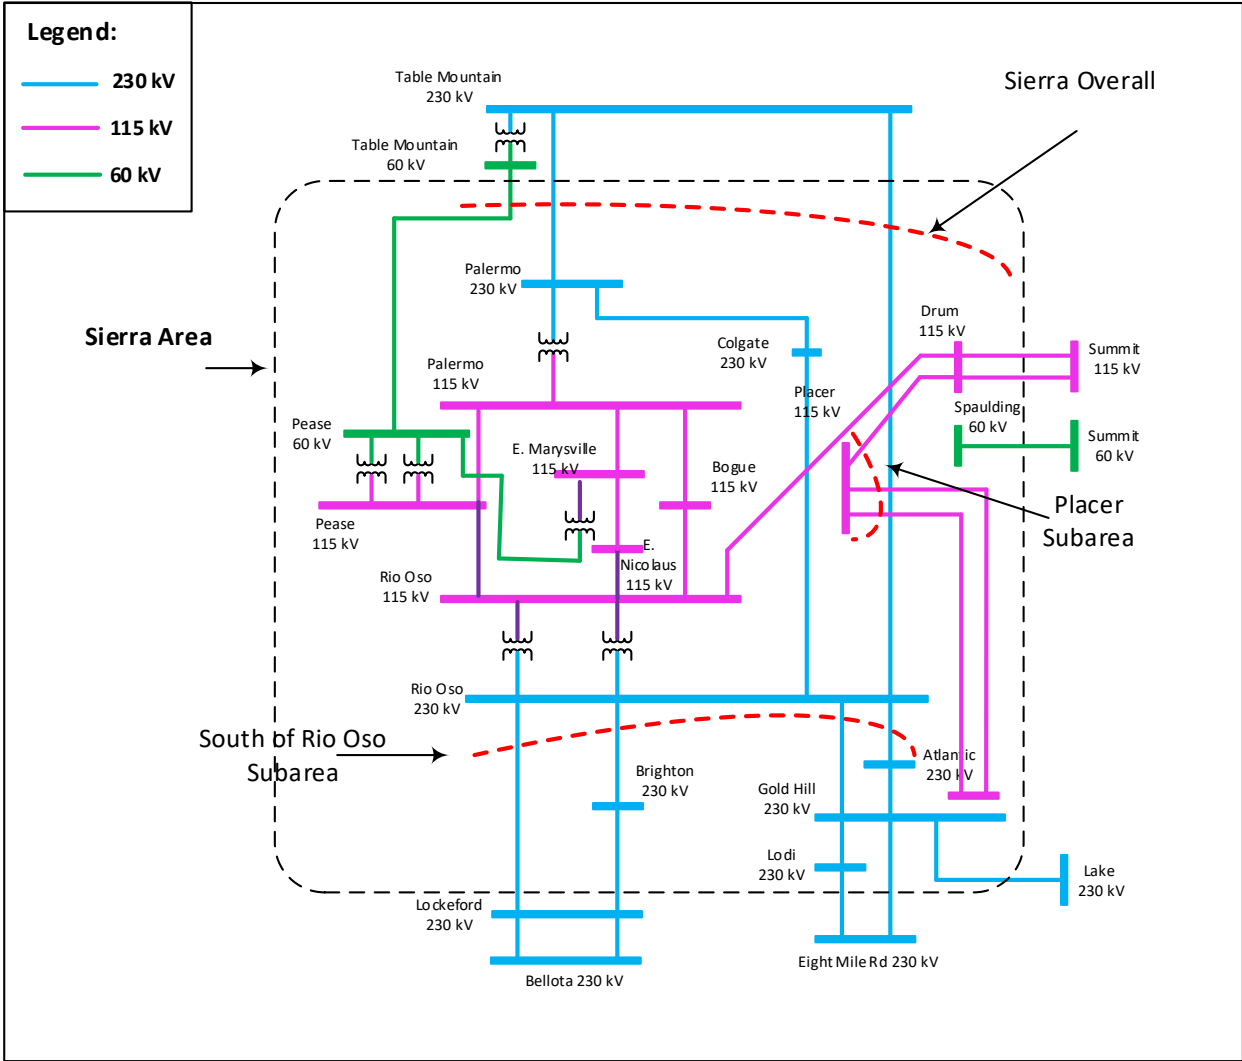 Legend:
230 kV
115 kV
60 kV
Table Mountain
230 kV
Sierra Overall
Table Mountain
60 kV
Palermo
230 kV
Drum
115 kV
Sierra Area
Colgate
230 kV
Summit
115 kV
Palermo
115 kV
Placer
115 kV
Spaulding
60 kV
Pease
60 kV
Summit
60 kV
E. Marysville
115 kV
Bogue
115 kV
Placer
Subarea
Pease
115 kV
E.
Nicolaus
115 kV
Rio Oso
115 kV
Rio Oso
230 kV
South of Rio Oso
Subarea
Atlantic
230 kV
Brighton
230 kV
Gold Hill
230 kV
Lodi
230 kV
Lake
230 kV
Lockeford
230 kV
Eight Mile Rd 230 kV
Bellota 230 kV